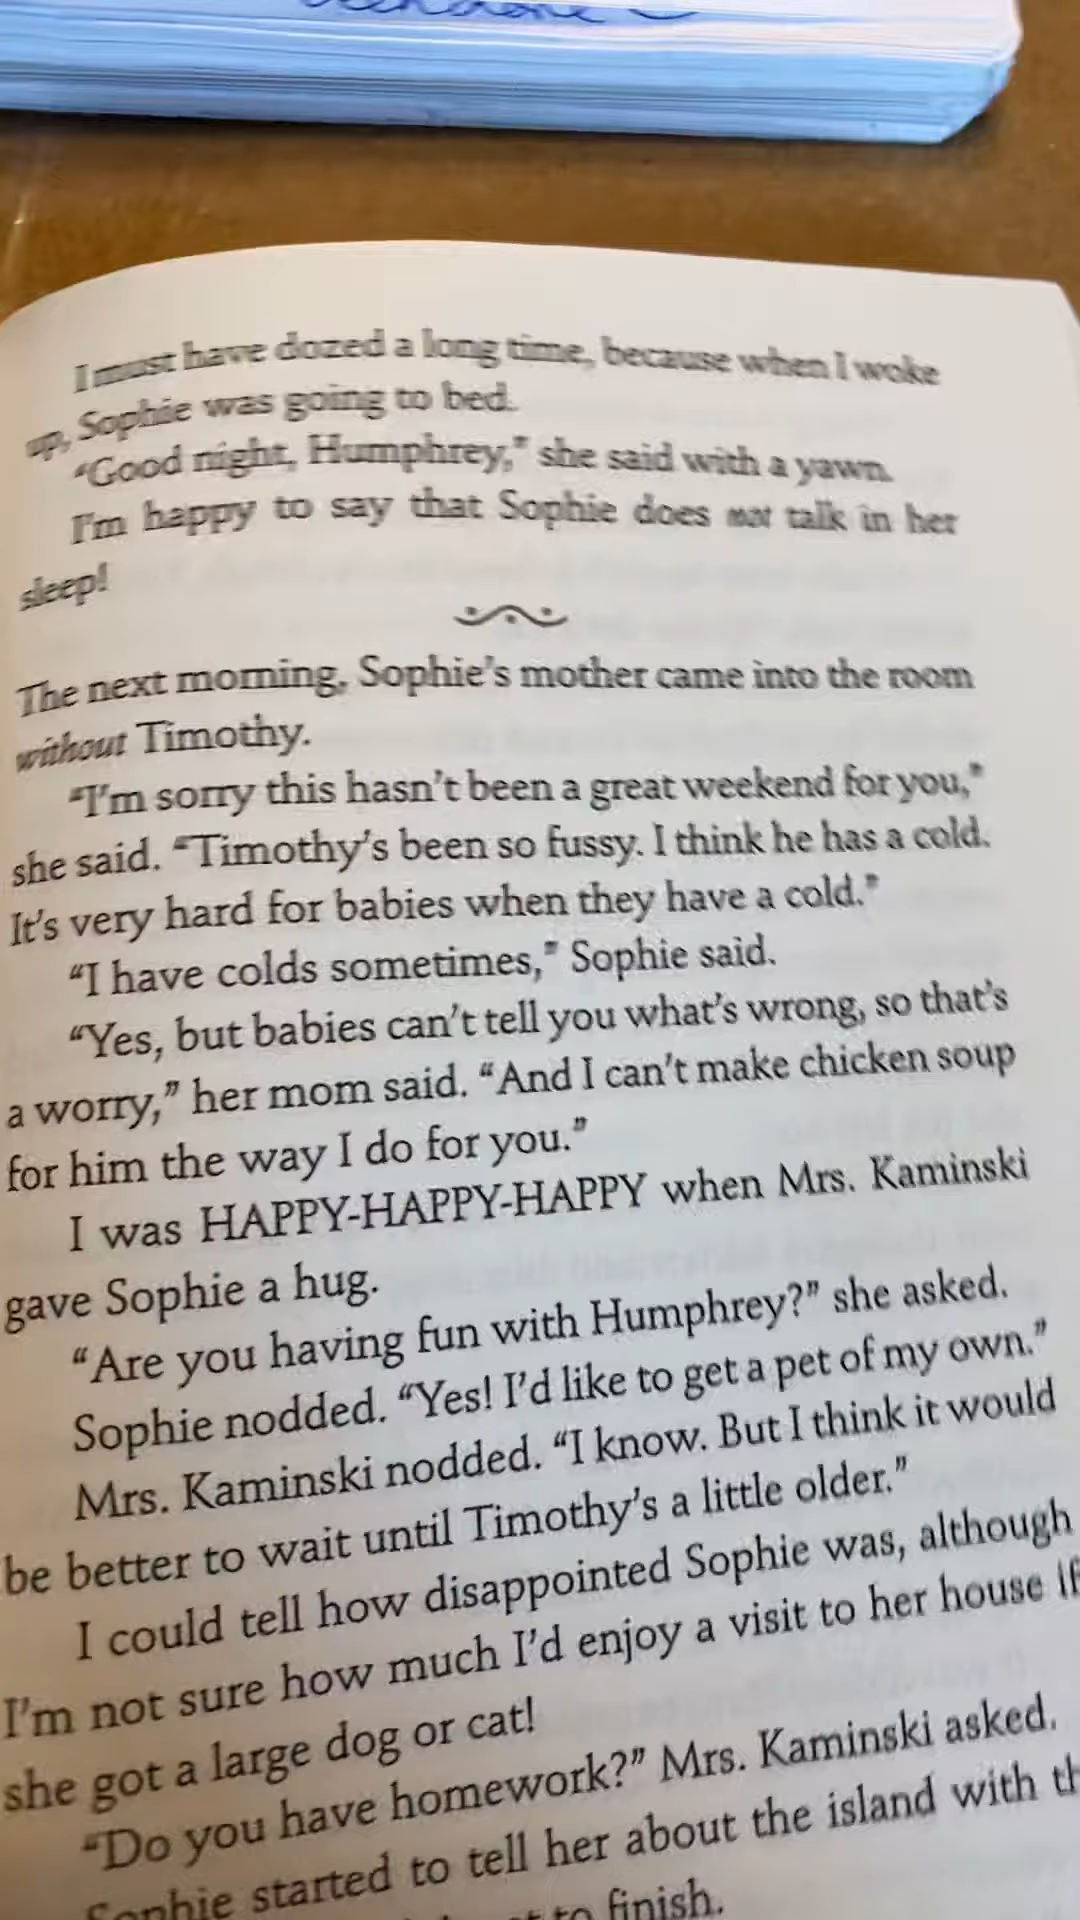 I must have dozed a long time, because when I woke
up, Sophie was going to bed.
“Good night, Humphrey,” she said with a yawn.
I'm happy to say that Sophie does not talk in her
sleep!
The next morning, Sophie's mother came into the room
without Timothy.
“I'm sorry this hasn't been a great weekend for you,”
she said. “Timothy's been so fussy. I think he has a cold.
It's very hard for babies when they have a cold.”
“I have colds sometimes,” Sophie said.
“Yes, but babies can't tell you what's wrong, so that's
a worry,” her mom said. “And I can't make chicken soup
for him the way I do for you.”
I was HAPPY-HAPPY-HAPPY when Mrs. Kaminski
gave Sophie a hug.
“Are you having fun with Humphrey?” she asked.
Sophie nodded. “Yes! I'd like to get a pet of my own.”
Mrs. Kaminski nodded. “I know. But I think it would
be better to wait until Timothy's a little older.”
I could tell how disappointed Sophie was, although
I'm not sure how much I'd enjoy a visit to her house if
she got a large dog or cat!
“Do you have homework?” Mrs. Kaminski asked.
Sophie started to tell her about the island with
to finish.